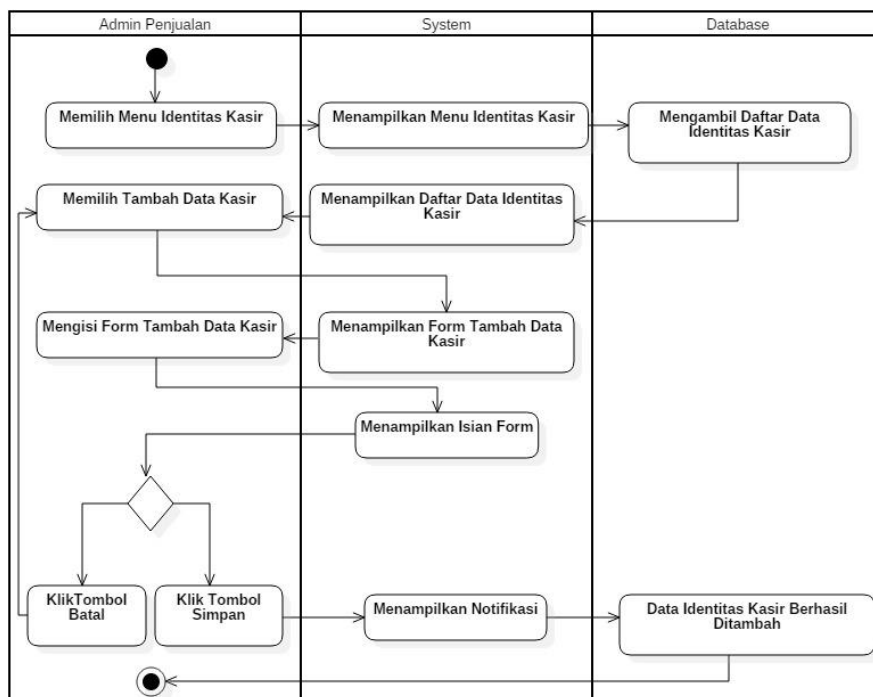 Admin Penjualan
System
Database
Memilih Menu Identitas Kasir
Menampilkan Menu Identitas Kasir
Mengambil Daftar Data
Identitas Kasir
Memilih Tambah Data Kasir
Menampilkan Daftar Data Identitas
Kasir
Mengisi Form Tambah Data Kasir
Menampilkan Form Tambah Data
Kasir
Menampilkan Isian Form
KlikTombol
Batal
Klik Tombol
Simpan
Menampilkan Notifikasi
Data Identitas Kasir Berhasil
Ditambah